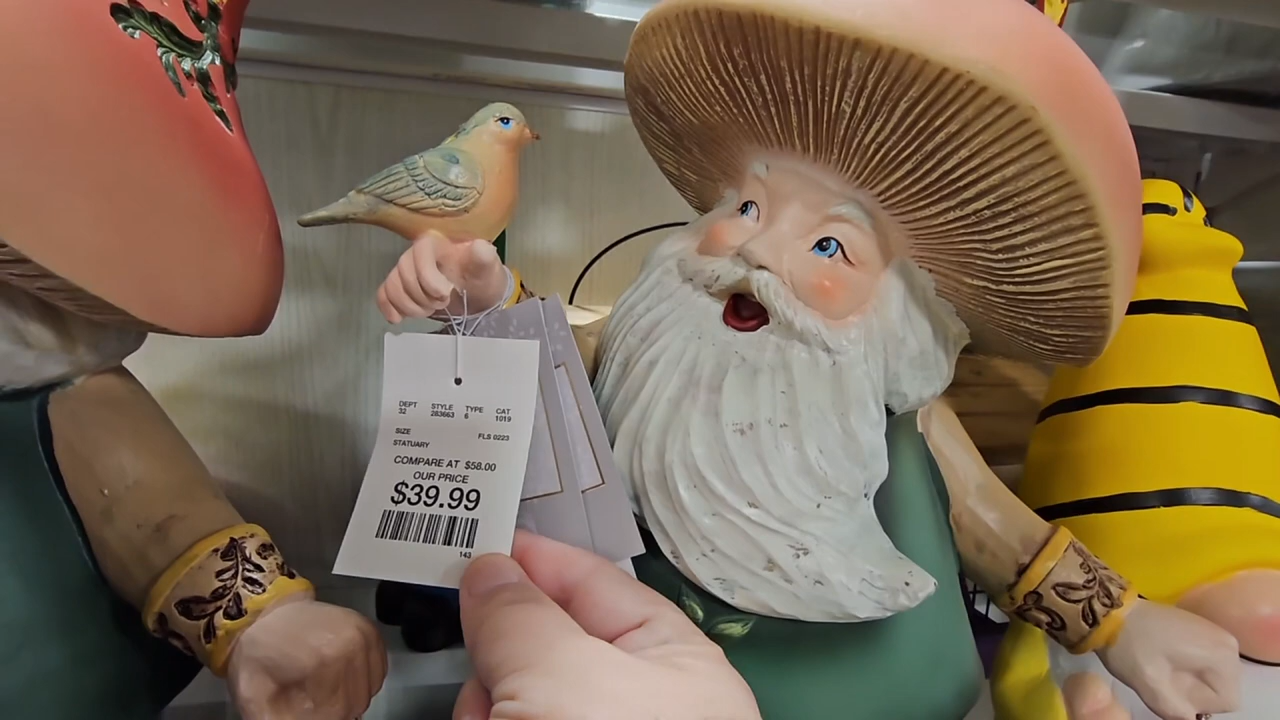 DEPT STYLE TYPE CAT
32 283663 6 1019
SIZE FLS 0223
STATUARY
COMPARE AT $58.00
OUR PRICE
$39.99
143